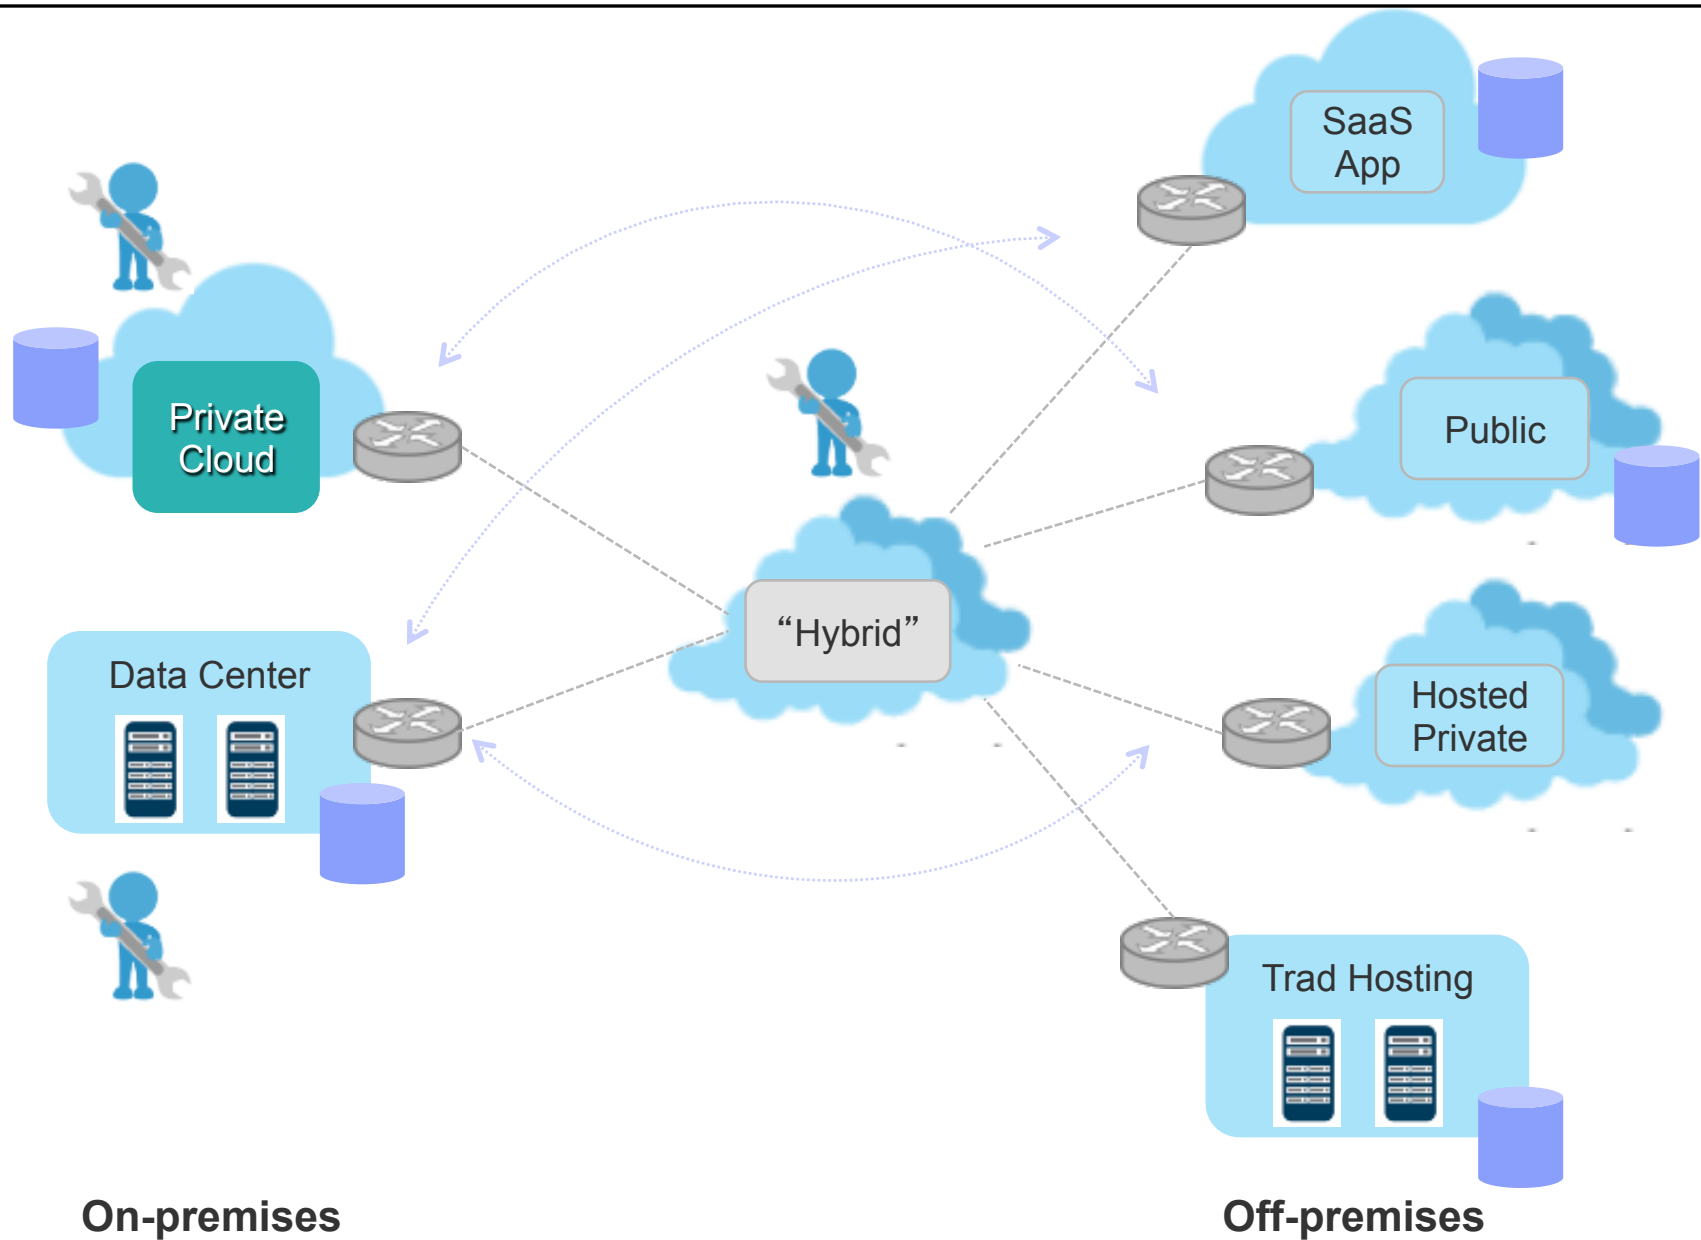 SaaS
App
Private
Cloud
Public
“Hybrid”
Data Center
Hosted
Private
Trad Hosting
On-premises
Off-premises